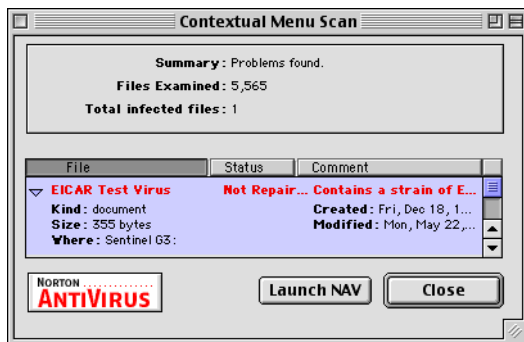 Contextual Menu Scan
Summary: Problems found.
Files Examined: 5,565
Total infected files: 1
File Status Comment
EICAR Test Virus Not Repair... Contains a strain of E...
Kind: document Created: Fri, Dec 18, 1...
Size: 355 bytes Modified: Mon, May 22,...
Where: Sentinel G3:
NORTON
ANTIVIRUS
Launch NAV Close